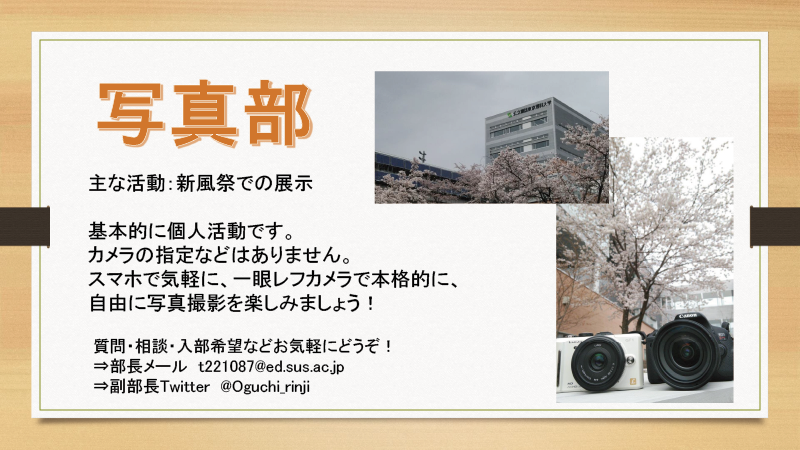 写真部
主な活動：新風祭での展示
基本的に個人活動です。
カメラの指定などはありません。
スマホで気軽に、一眼レフカメラで本格的に、
自由に写真撮影を楽しみましょう！
質問・相談・入部希望などお気軽にどうぞ！
⇒部長メール t221087@ed.sus.ac.jp
⇒副部長Twitter @Oguchi_rinji
Canon